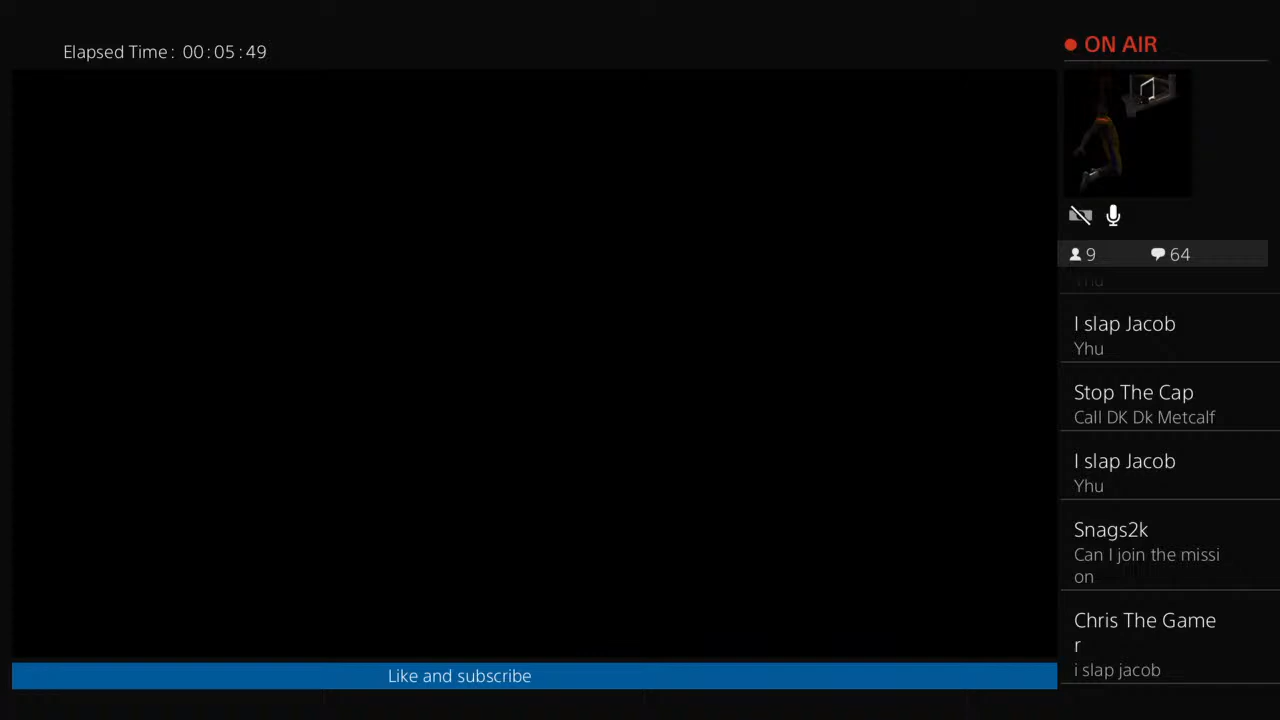 Elapsed Time: 00:05:49
ON AIR
9 64
Yhu
I slap Jacob
Yhu
Stop The Cap
Call DK Dk Metcalf
I slap Jacob
Yhu
Snags2k
Can I join the missi
on
Chris The Game
r
i slap jacob
Like and subscribe